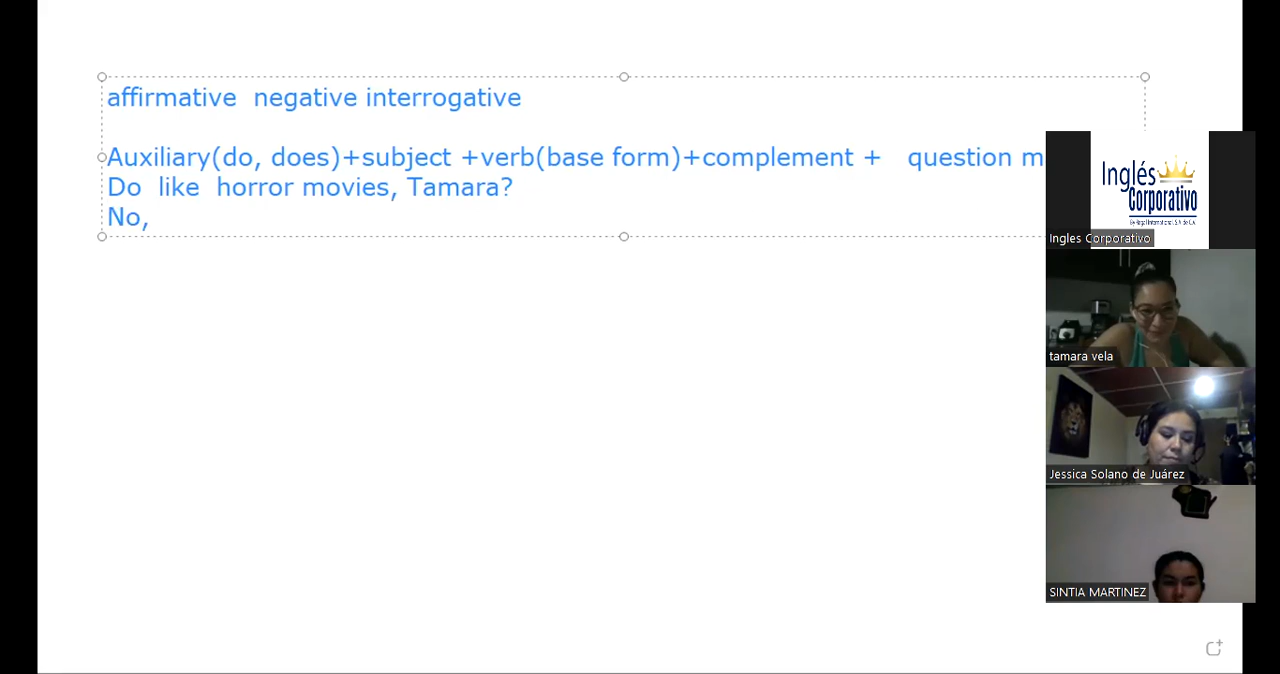 affirmative  negative interrogative
Auxiliary(do, does)+subject +verb(base form)+complement +   question m
Do  like  horror movies, Tamara?
No,
Inglés
Corporativo
Ingles Corporativo
tamara vela
Jessica Solano de Juárez
SINTIA MARTINEZ